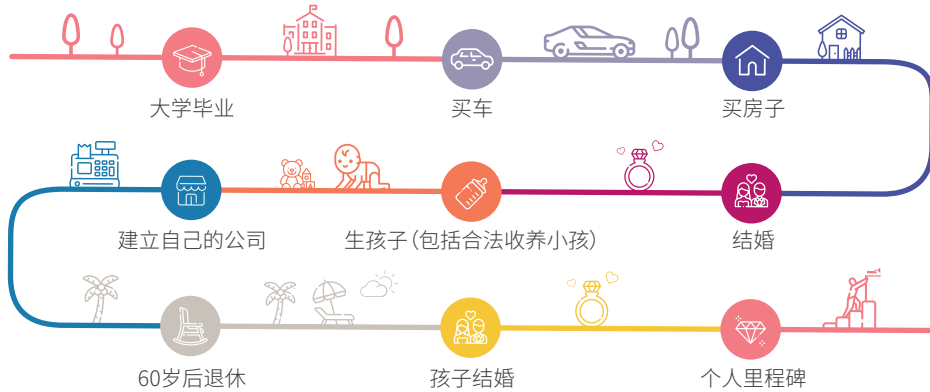 大学毕业
买车
买房子
建立自己的公司
生孩子(包括合法收养小孩)
结婚
60岁后退休
孩子结婚
个人里程碑